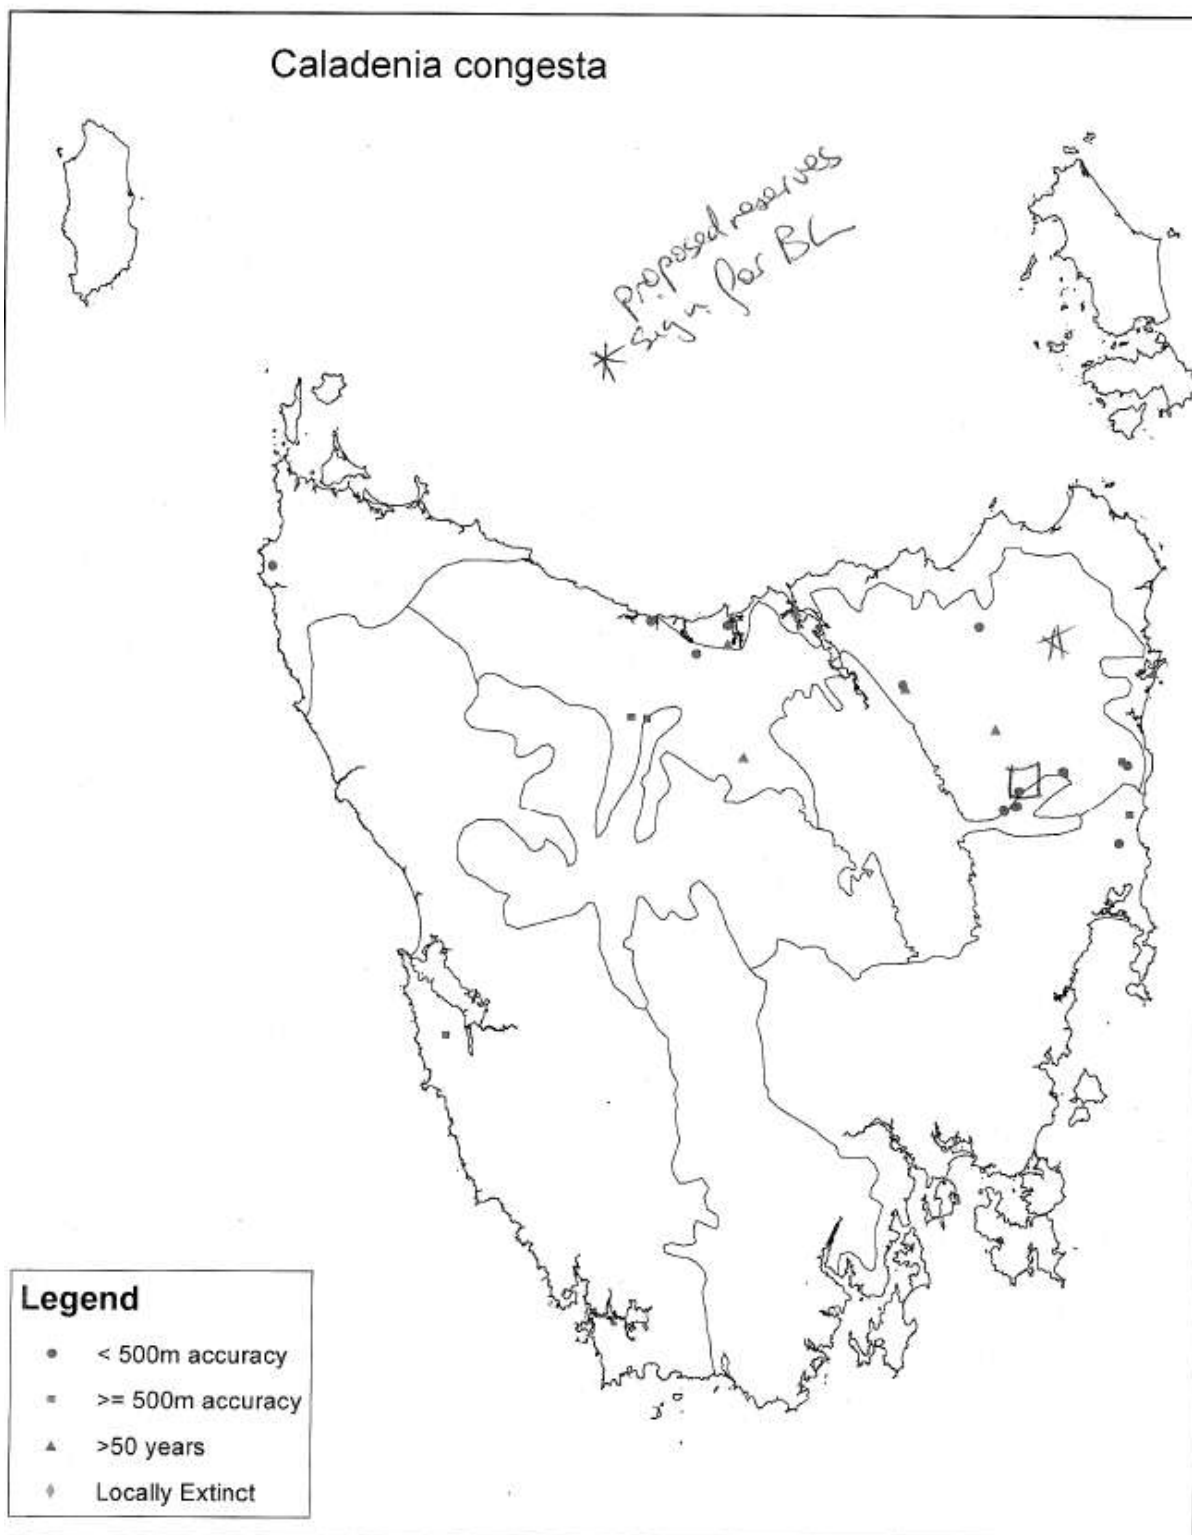 Caladenia congesta
proposed reserves
* sign for BL
Legend
< 500m accuracy
>= 500m accuracy
>50 years
Locally Extinct